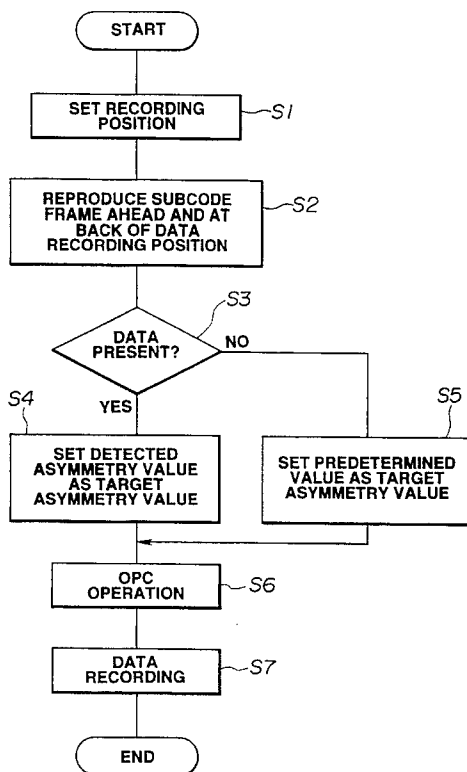 START
SET RECORDING
POSITION
S1
REPRODUCE SUBCODE
FRAME AHEAD AND AT
BACK OF DATA
RECORDING POSITION
S2
DATA
PRESENT?
S3
NO
YES
S4
SET DETECTED
ASYMMETRY VALUE
AS TARGET
ASYMMETRY VALUE
S5
SET PREDETERMINED
VALUE AS TARGET
ASYMMETRY VALUE
OPC
OPERATION
S6
DATA
RECORDING
S7
END